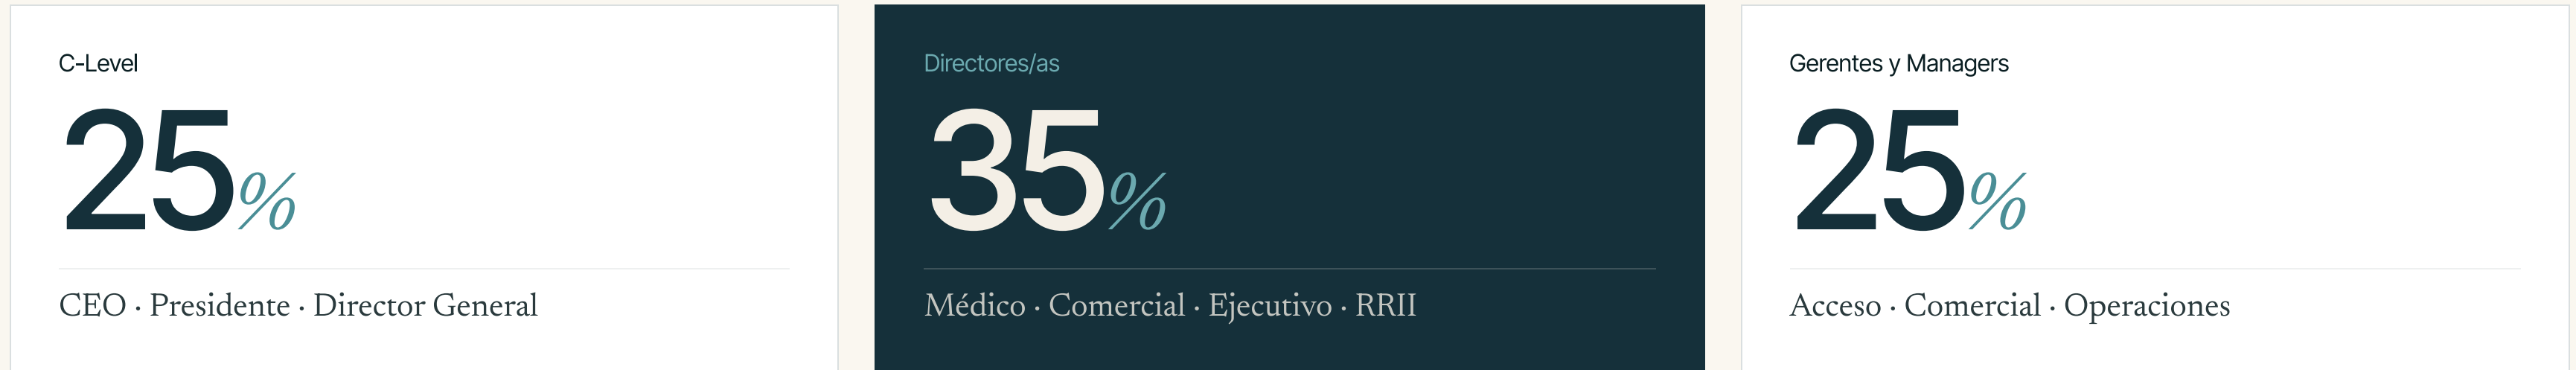 C-Level
25%
CEO · Presidente · Director General
Directores/as
35%
Médico · Comercial · Ejecutivo · RRII
Gerentes y Managers
25%
Acceso · Comercial · Operaciones